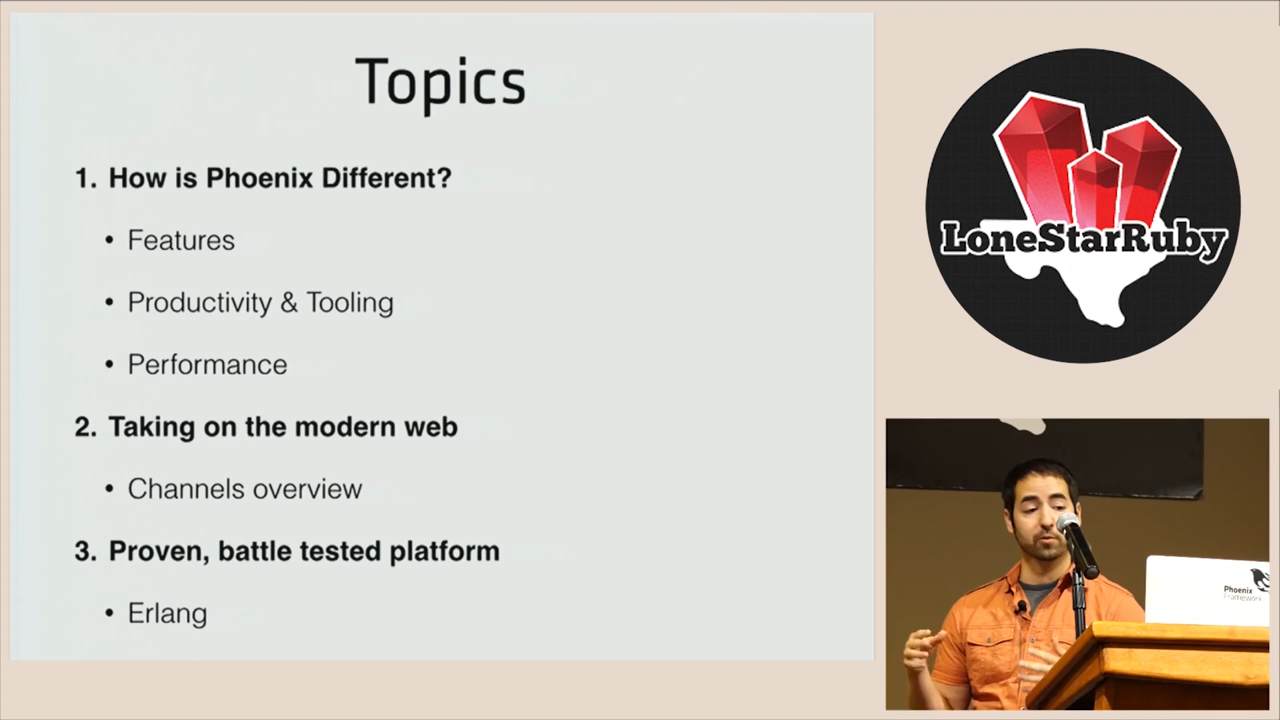 Topics
1. How is Phoenix Different?
• Features
• Productivity & Tooling
• Performance
2. Taking on the modern web
• Channels overview
3. Proven, battle tested platform
• Erlang
LoneStarRuby
Phoenix
Framework